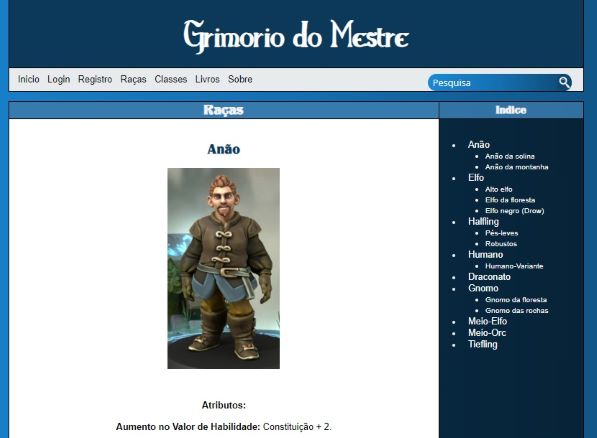 Grimorio do Mestre
Inicio Login Registro Raças Classes Livros Sobre
Pesquisa
Raças
Indice
Anão
Atributos:
Aumento no Valor de Habilidade: Constituição + 2.
Anão
Anão da colina
Anão da montanha
Elfo
Alto elfo
Elfo da floresta
Elfo negro (Drow)
Halfling
Pés-leves
Robustos
Humano
Humano-Variante
Draconato
Gnomo
Gnomo da floresta
Gnomo das rochas
Meio-Elfo
Meio-Orc
Tiefling